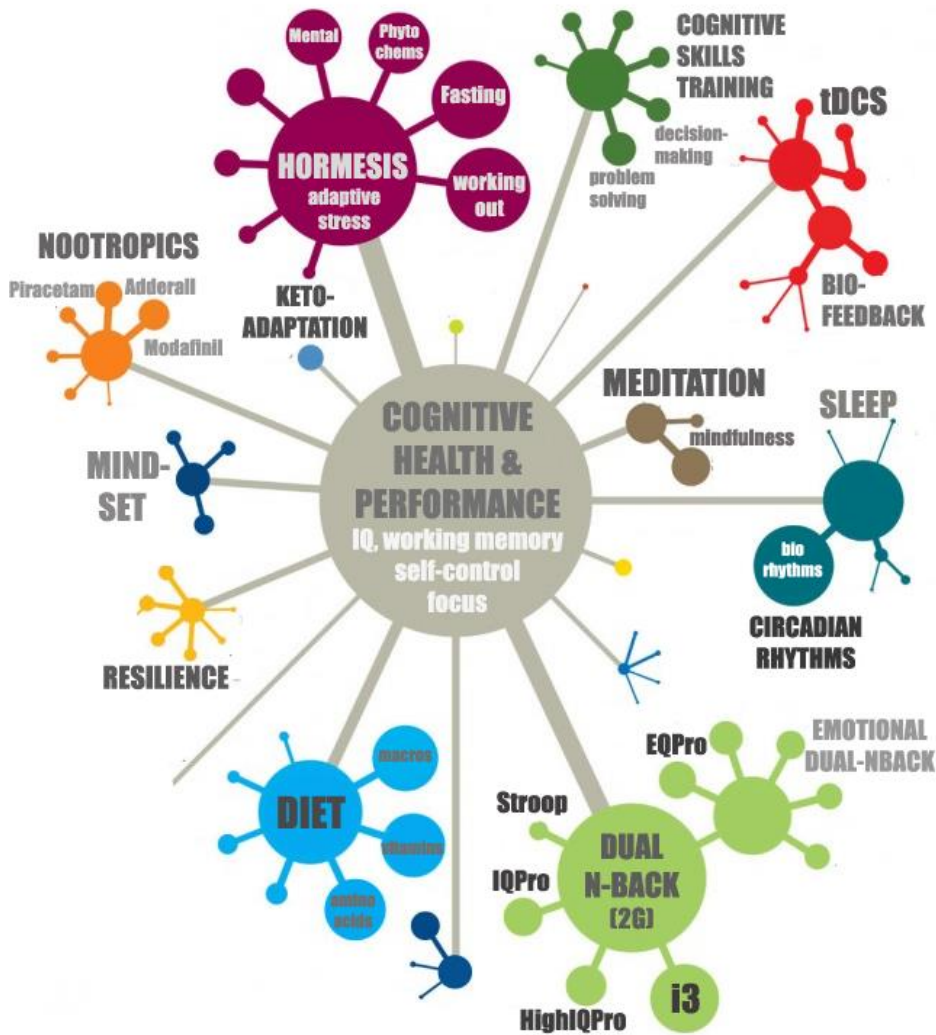 Mental
Phyto
chems
Fasting
HORMESIS
adaptive
stress
working
out
COGNITIVE
SKILLS
TRAINING
decision-
making
problem
solving
tDCS
BIO-
FEEDBACK
NOOTROPICS
Piracetam
Adderall
Modafinil
KETO-
ADAPTATION
MEDITATION
mindfulness
SLEEP
bio
rhythms
CIRCADIAN
RHYTHMS
MIND-
SET
COGNITIVE
HEALTH &
PERFORMANCE
IQ, working memory
self-control
focus
RESILIENCE
DIET
macros
vitamins
amino
acids
EQPro
EMOTIONAL
DUAL-NBACK
Stroop
IQPro
DUAL
N-BACK
(2G)
HighIQPro
i3